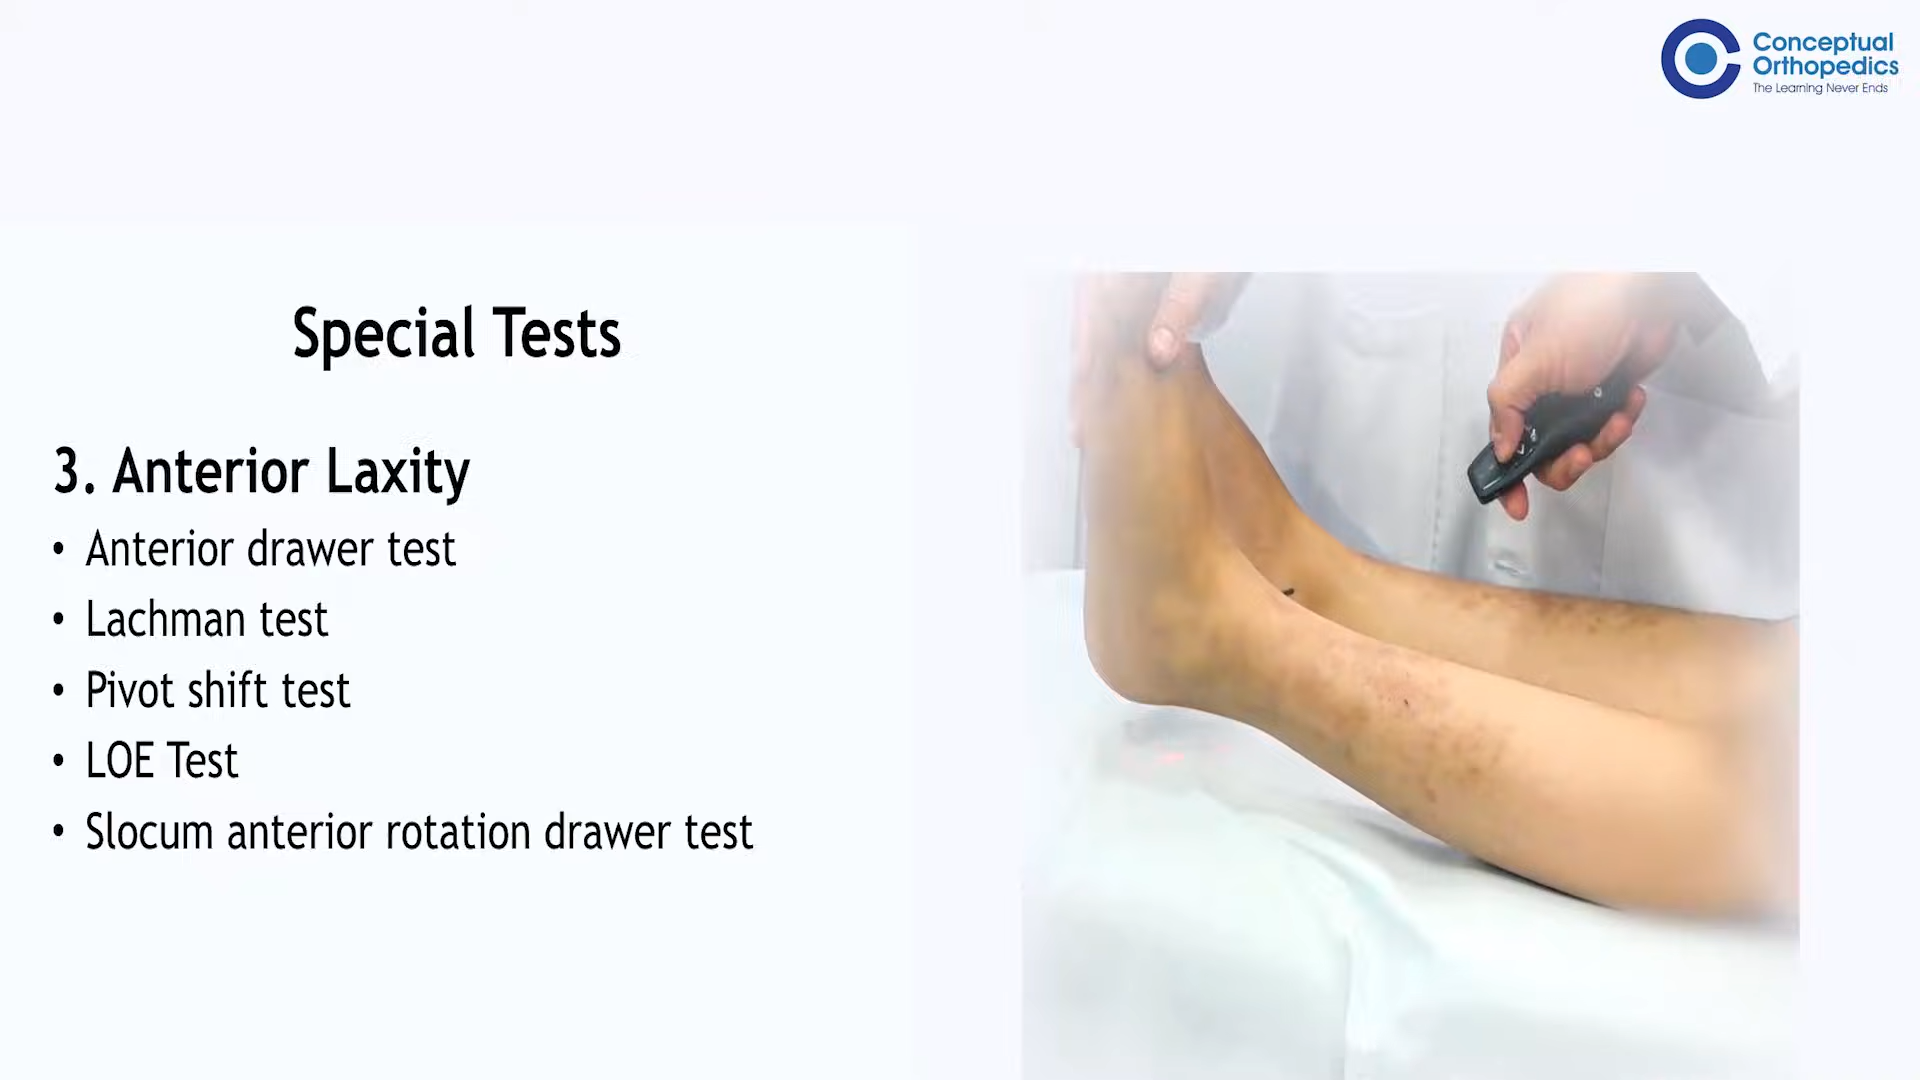 Conceptual
Orthopedics
The Learning Never Ends
Special Tests
3. Anterior Laxity
• Anterior drawer test
• Lachman test
• Pivot shift test
• LOE Test
• Slocum anterior rotation drawer test